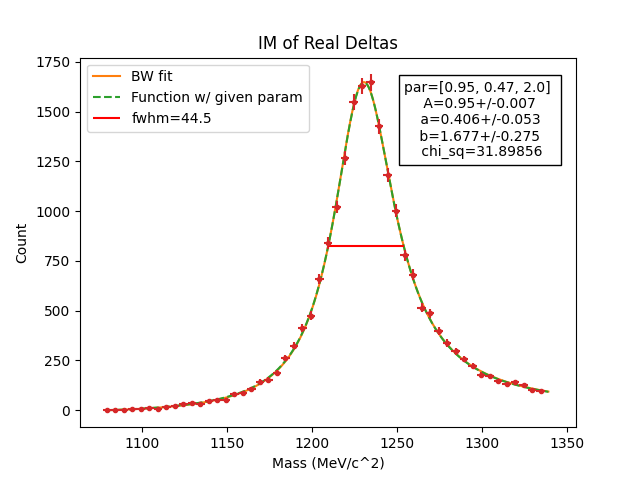 IM of Real Deltas
BW fit
Function w/ given param
fwhm=44.5
par=[0.95, 0.47, 2.0]
A=0.95+/-0.007
a=0.406+/-0.053
b=1.677+/-0.275
chi_sq=31.89856
Count
1750
1500
1250
1000
750
500
250
0
1100
1150
1200
1250
1300
1350
Mass (MeV/c^2)